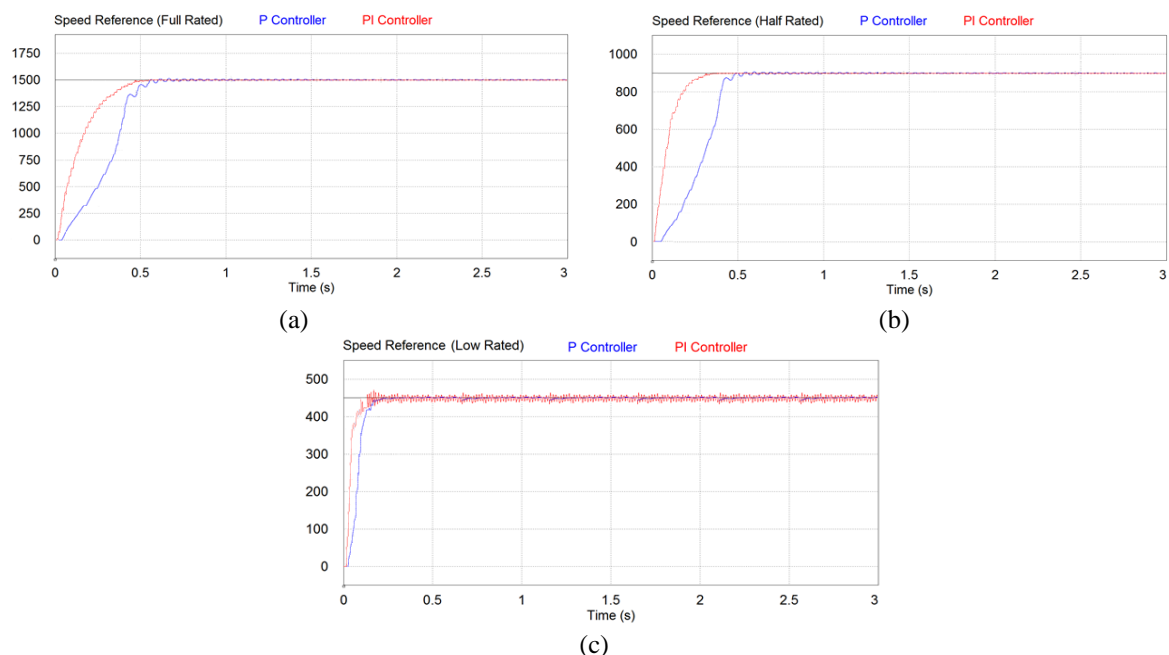 Speed Reference (Full Rated) P Controller PI Controller
1750
1500
1250
1000
750
500
250
0
0 0.5 1 1.5 2 2.5 3
Time (s)
(a)
Speed Reference (Half Rated) P Controller PI Controller
1000
800
600
400
200
0
0 0.5 1 1.5 2 2.5 3
Time (s)
(b)
Speed Reference (Low Rated) P Controller PI Controller
500
400
300
200
100
0
0 0.5 1 1.5 2 2.5 3
Time (s)
(c)